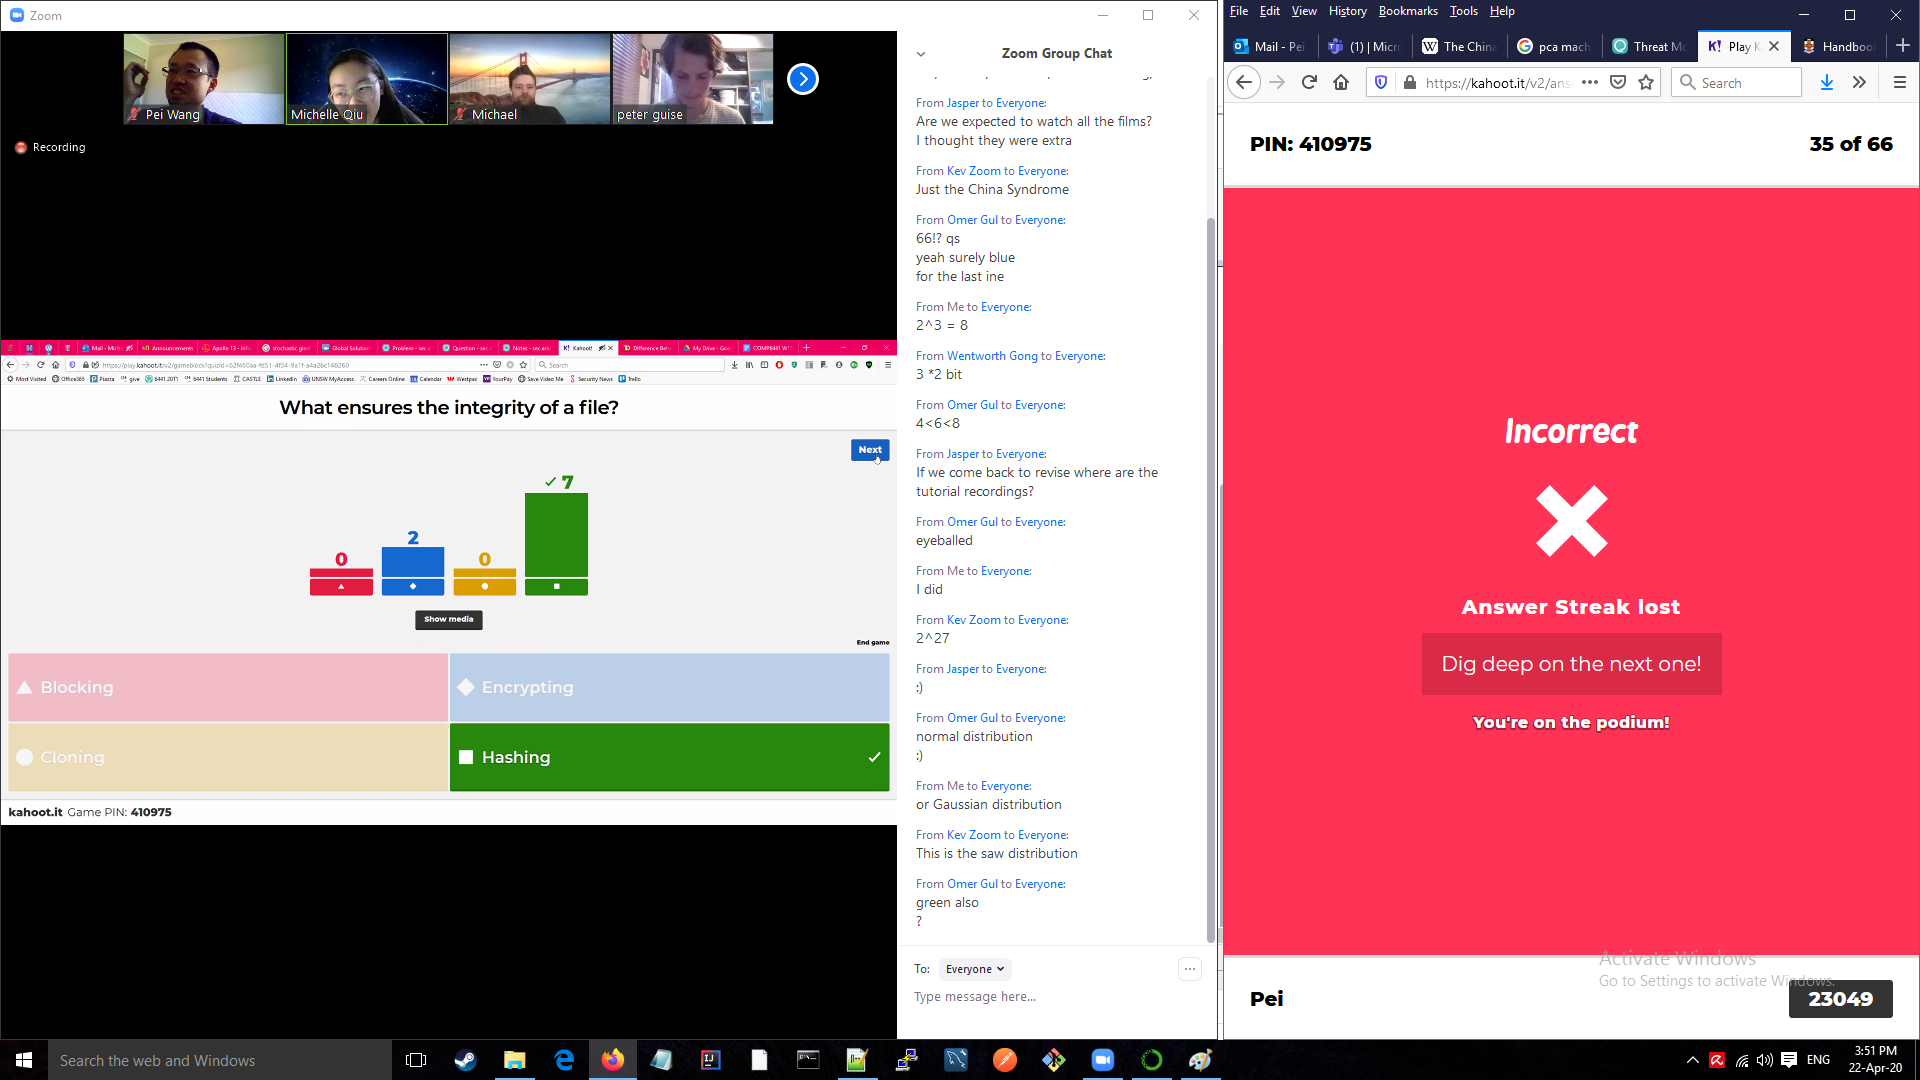 Zoom
Pei Wang
Michelle Qiu
Michael
peter guise
Recording
What ensures the integrity of a file?
Next
0
2
0
7
Show media
End game
Blocking
Encrypting
Cloning
Hashing
kahoot.it Game PIN: 410975
Zoom Group Chat
From Jasper to Everyone:
Are we expected to watch all the films?
I thought they were extra
From Kev Zoom to Everyone:
Just the China Syndrome
From Omer Gul to Everyone:
66!? qs
yeah surely blue
for the last ine
From Me to Everyone:
2^3 = 8
From Wentworth Gong to Everyone:
3 *2 bit
From Omer Gul to Everyone:
4<6<8
From Jasper to Everyone:
If we come back to revise where are the
tutorial recordings?
From Omer Gul to Everyone:
eyeballed
From Me to Everyone:
I did
From Kev Zoom to Everyone:
2^27
From Jasper to Everyone:
:)
From Omer Gul to Everyone:
normal distribution
:)
From Me to Everyone:
or Gaussian distribution
From Kev Zoom to Everyone:
This is the saw distribution
From Omer Gul to Everyone:
green also
?
To: Everyone
Type message here...
File Edit View History Bookmarks Tools Help
Mail - Pei
(1) | Micr
The China
pca mach
Threat Mo
Play K
Handboo
https://kahoot.it/v2/ans
Search
PIN: 410975
35 of 66
Incorrect
Answer Streak lost
Dig deep on the next one!
You're on the podium!
Activate Windows
Go to Settings to activate Windows.
Pei
23049
Search the web and Windows
ENG
3:51 PM
22-Apr-20